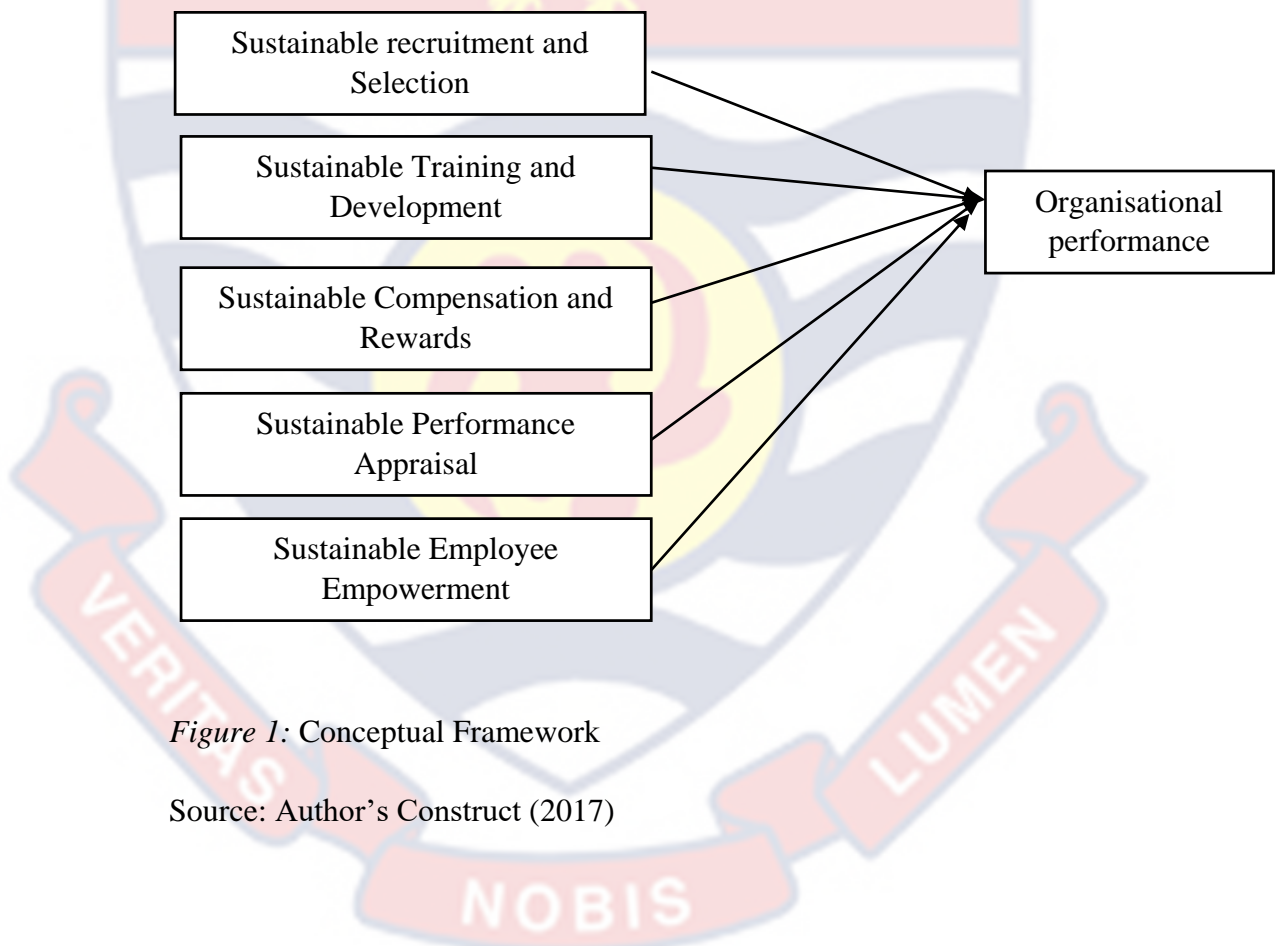 Sustainable recruitment and
Selection
Sustainable Training and
Development
Organisational
performance
Sustainable Compensation and
Rewards
Sustainable Performance
Appraisal
Sustainable Employee
Empowerment
Figure 1: Conceptual Framework
Source: Author’s Construct (2017)
VERITAS
NOBIS
LUMEN